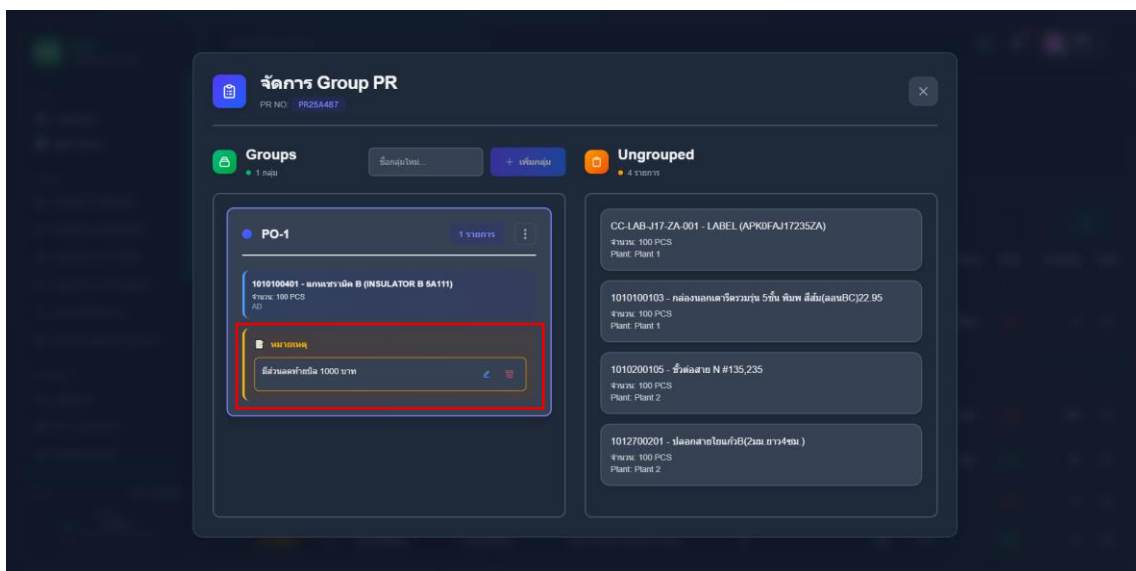 จัดการ Group PR
PR NO: PR25A487
Groups
1 กลุ่ม
ชื่อกลุ่มใหม่...
+ เพิ่มกลุ่ม
PO-1
1 รายการ
1010100401 - แกนเซรามิค B (INSULATOR B 5A111)
จำนวน: 100 PCS
AD
หมายเหตุ
มีส่วนลดท้ายบิล 1000 บาท
Ungrouped
4 รายการ
CC-LAB-J17-ZA-001 - LABEL (APK0FAJ17235ZA)
จำนวน: 100 PCS
Plant: Plant 1
1010100103 - กล่องนอกเตารีดรวมรุ่น 5ชั้น พิมพ์ สีส้ม(ลอนBC)22.95
จำนวน: 100 PCS
Plant: Plant 1
1010200105 - ขั้วต่อสาย N #135,235
จำนวน: 100 PCS
Plant: Plant 2
1012700201 - ปลอกสายใยแก้วB(2มม.ยาว4ซม.)
จำนวน: 100 PCS
Plant: Plant 2